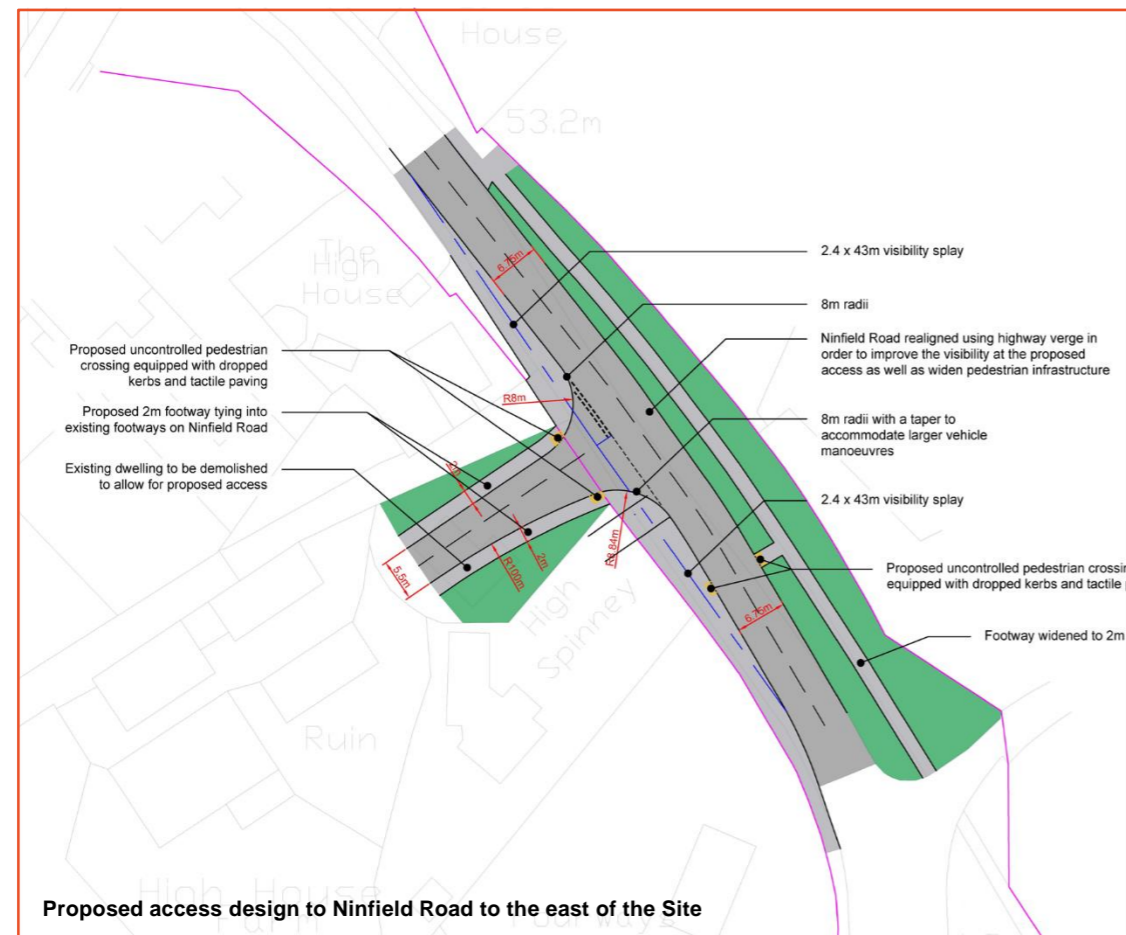 House
53.2m
The
High
House
2.4 x 43m visibility splay
8m radii
Ninfield Road realigned using highway verge in
order to improve the visibility at the proposed
access as well as widen pedestrian infrastructure
8m radii with a taper to
accommodate larger vehicle
manoeuvres
2.4 x 43m visibility splay
Proposed uncontrolled pedestrian
equipped with dropped kerbs and tactile
Footway widened to 2m
Proposed uncontrolled pedestrian
crossing equipped with dropped
kerbs and tactile paving
Proposed 2m footway tying into
existing footways on Ninfield Road
Existing dwelling to be demolished
to allow for proposed access
6.75m
R8m
2m
5.5m
R100m
2m
R8.84m
6.75m
High
Spinney
Ruin
High House
Farm
Fourways
Proposed access design to Ninfield Road to the east of the Site